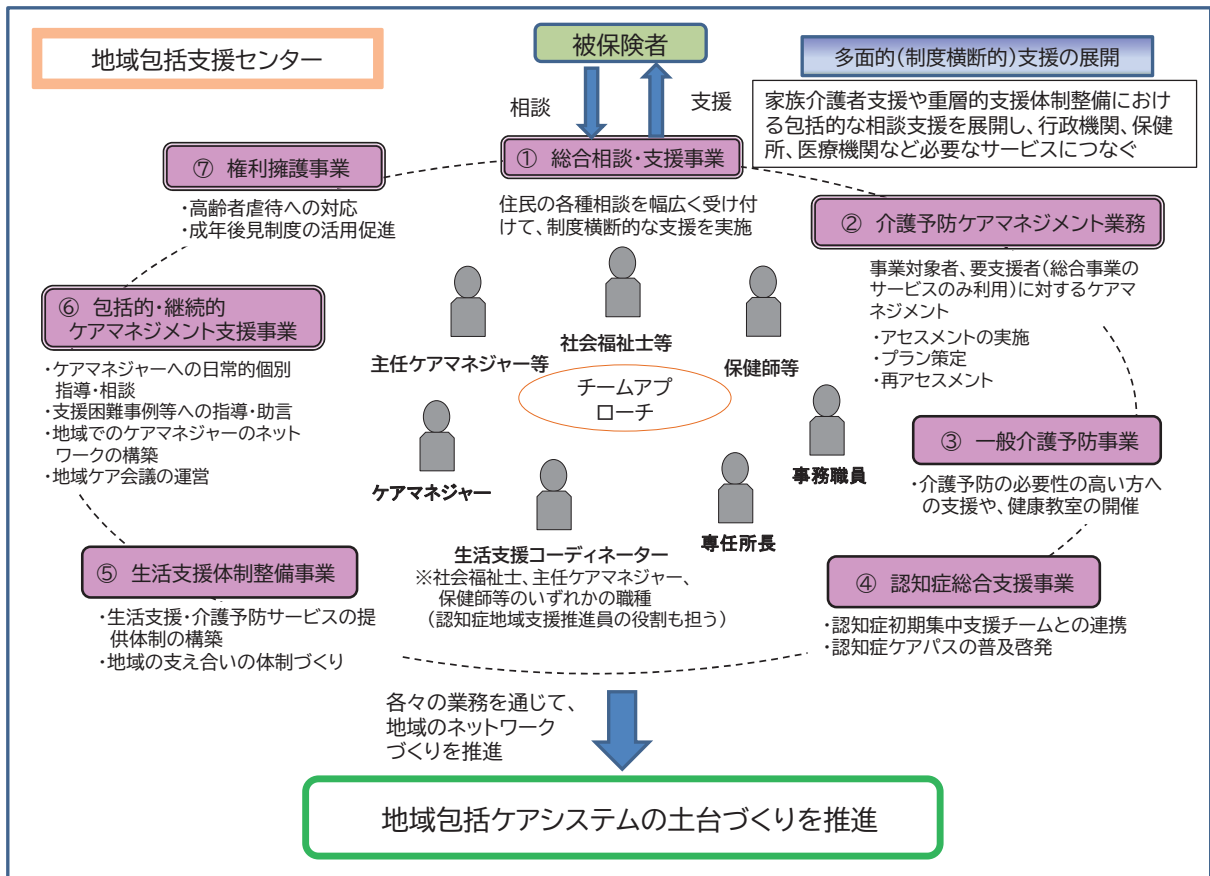 地域包括支援センター
被保険者
相談
支援
多面的(制度横断的)支援の展開
家族介護者支援や重層的支援体制整備におけ
る包括的な相談支援を展開し、行政機関、保健
所、医療機関など必要なサービスにつなぐ
① 総合相談・支援事業
住民の各種相談を幅広く受け付
けて、制度横断的な支援を実施
② 介護予防ケアマネジメント業務
事業対象者、要支援者(総合事業の
サービスのみ利用)に対するケアマ
ネジメント
・アセスメントの実施
・プラン策定
・再アセスメント
③ 一般介護予防事業
・介護予防の必要性の高い方へ
の支援や、健康教室の開催
④ 認知症総合支援事業
・認知症初期集中支援チームとの連携
・認知症ケアパスの普及啓発
⑤ 生活支援体制整備事業
・生活支援・介護予防サービスの提
供体制の構築
・地域の支え合いの体制づくり
⑥ 包括的・継続的
ケアマネジメント支援事業
・ケアマネジャーへの日常的個別
指導・相談
・支援困難事例等への指導・助言
・地域でのケアマネジャーのネット
ワークの構築
・地域ケア会議の運営
⑦ 権利擁護事業
・高齢者虐待への対応
・成年後見制度の活用促進
主任ケアマネジャー等
社会福祉士等
保健師等
チームアプ
ローチ
ケアマネジャー
事務職員
専任所長
生活支援コーディネーター
※社会福祉士、主任ケアマネジャー、
保健師等のいずれかの職種
(認知症地域支援推進員の役割も担う)
各々の業務を通じて、
地域のネットワーク
づくりを推進
地域包括ケアシステムの土台づくりを推進